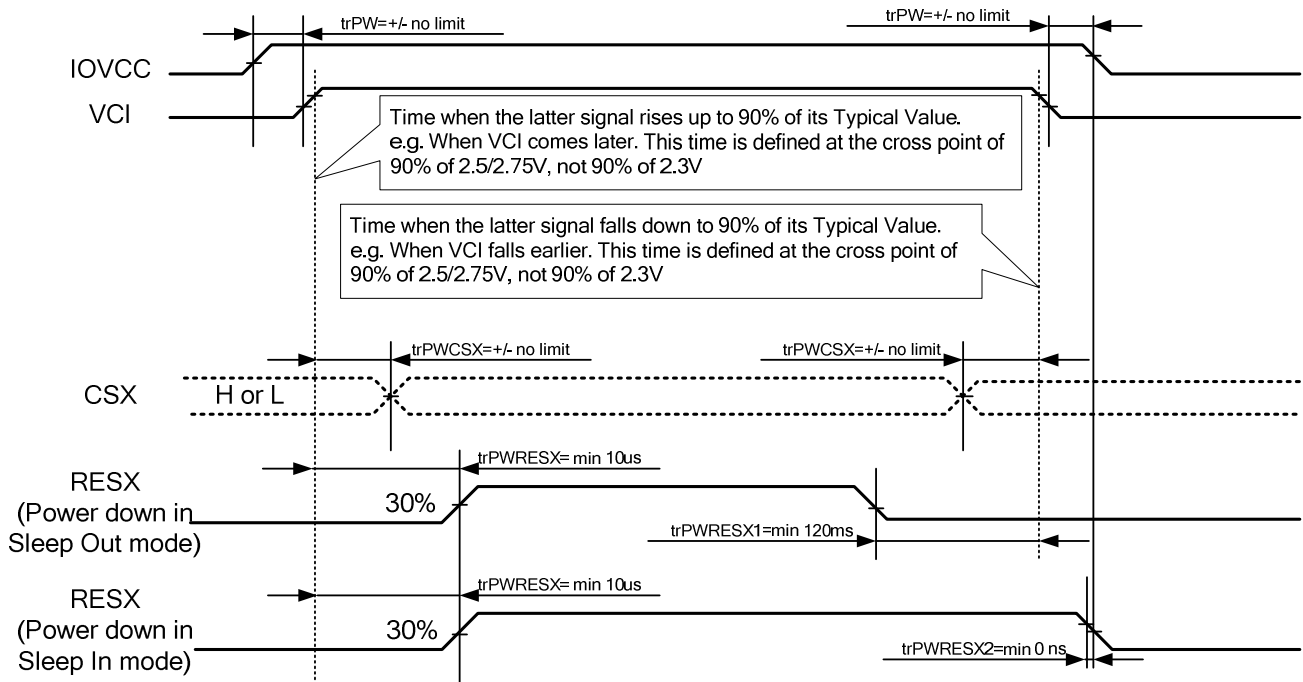 trPW=+/- no limit
trPW=+/- no limit
IOVCC
VCI
Time when the latter signal rises up to 90% of its Typical Value.
e.g. When VCI comes later. This time is defined at the cross point of
90% of 2.5/2.75V, not 90% of 2.3V
Time when the latter signal falls down to 90% of its Typical Value.
e.g. When VCI falls earlier. This time is defined at the cross point of
90% of 2.5/2.75V, not 90% of 2.3V
trPWCSX=+/- no limit
trPWCSX=+/- no limit
CSX
H or L
trPWRESX= min 10us
RESX
(Power down in
Sleep Out mode)
30%
trPWRESX1=min 120ms
trPWRESX= min 10us
RESX
(Power down in
Sleep In mode)
30%
trPWRESX2=min 0 ns